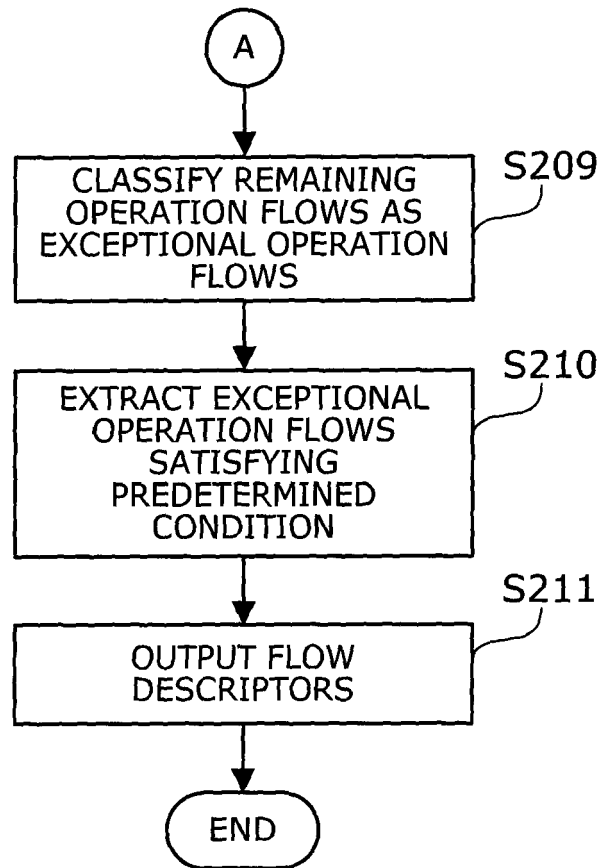 A
CLASSIFY REMAINING
OPERATION FLOWS AS
EXCEPTIONAL OPERATION
FLOWS
S209
EXTRACT EXCEPTIONAL
OPERATION FLOWS
SATISFYING
PREDETERMINED
CONDITION
S210
OUTPUT FLOW
DESCRIPTORS
S211
END